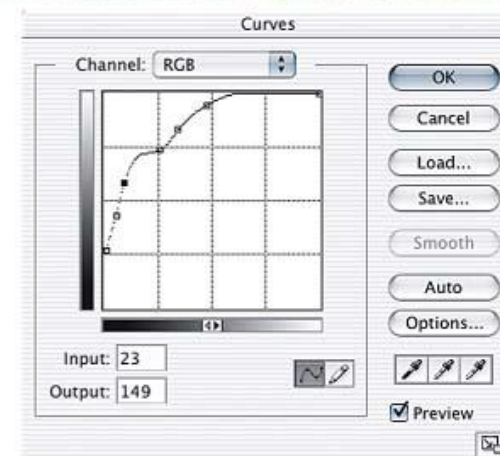 Curves
Channel: RGB
OK
Cancel
Load...
Save...
Smooth
Auto
Options...
Input: 23
Output: 149
Preview